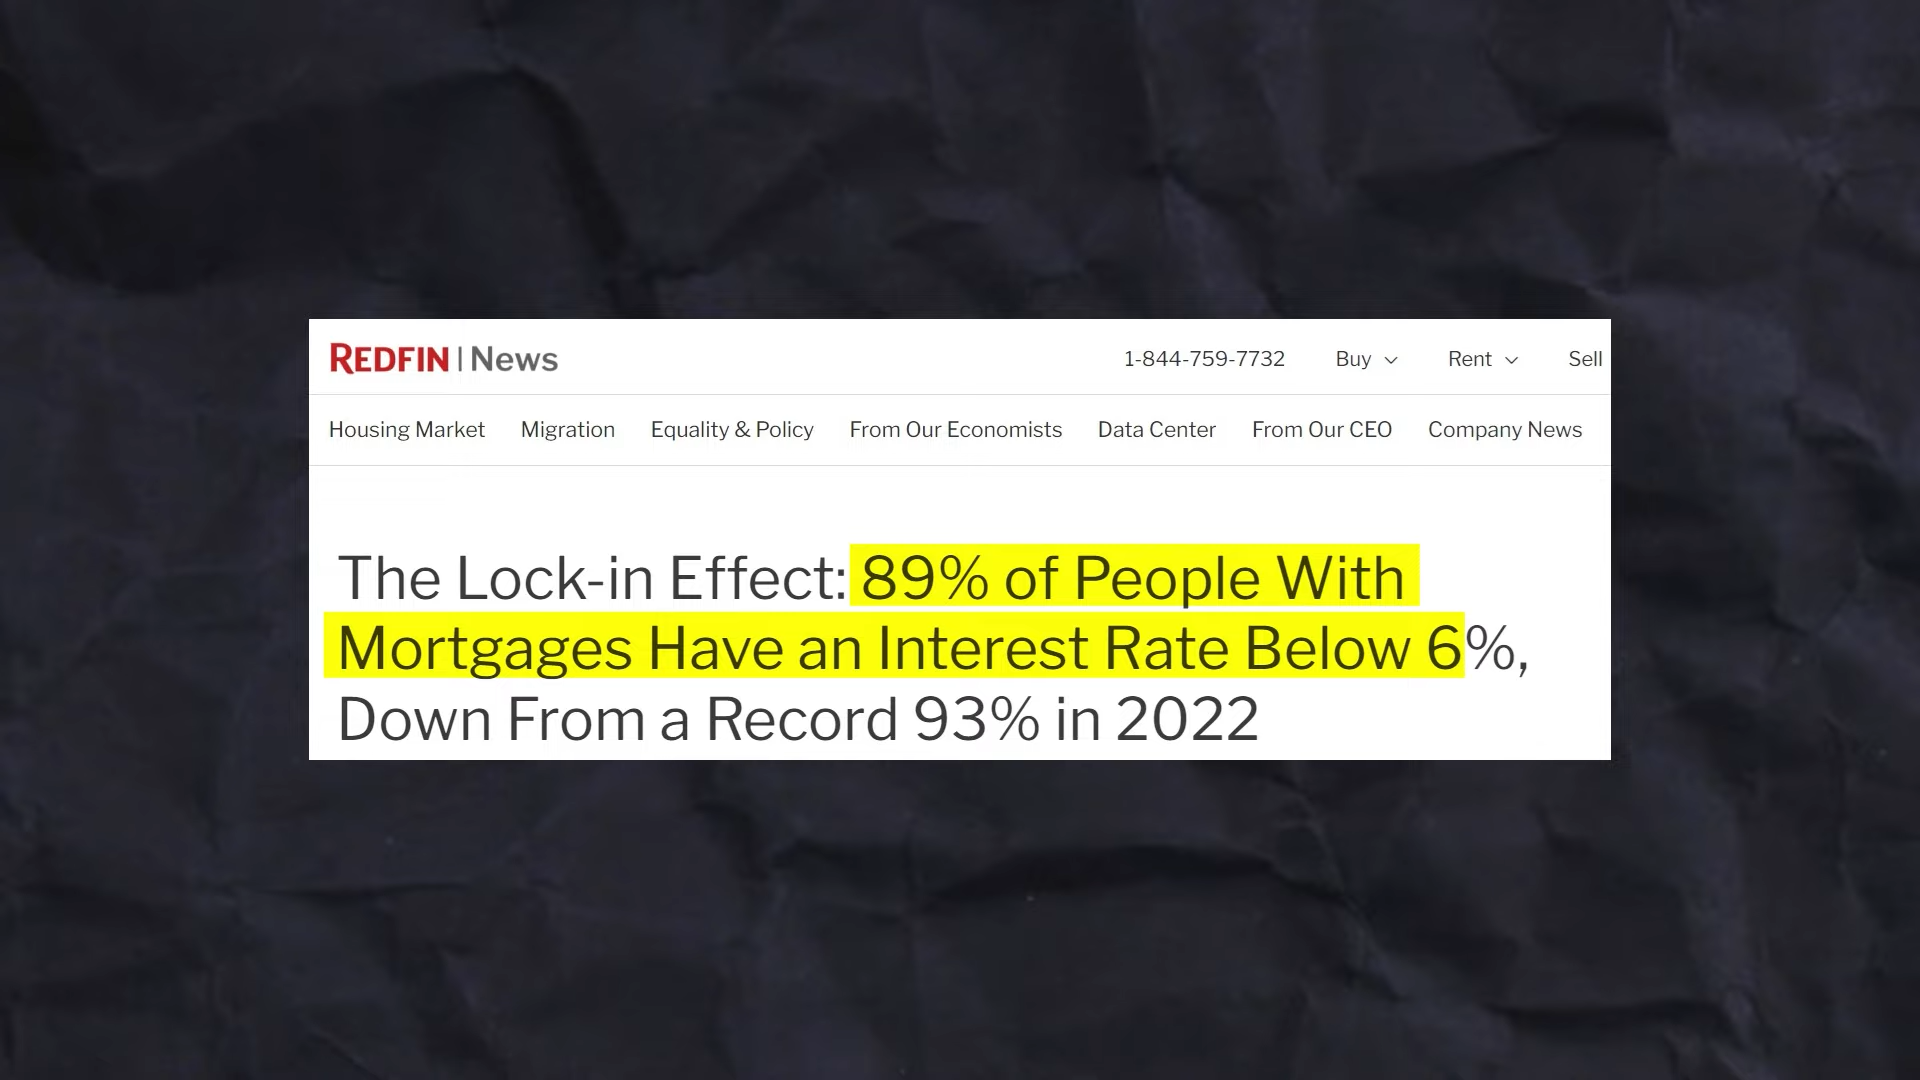 REDFIN | News
1-844-759-7732 Buy Rent Sell
Housing Market Migration Equality & Policy From Our Economists Data Center From Our CEO Company News
The Lock-in Effect: 89% of People With
Mortgages Have an Interest Rate Below 6%,
Down From a Record 93% in 2022